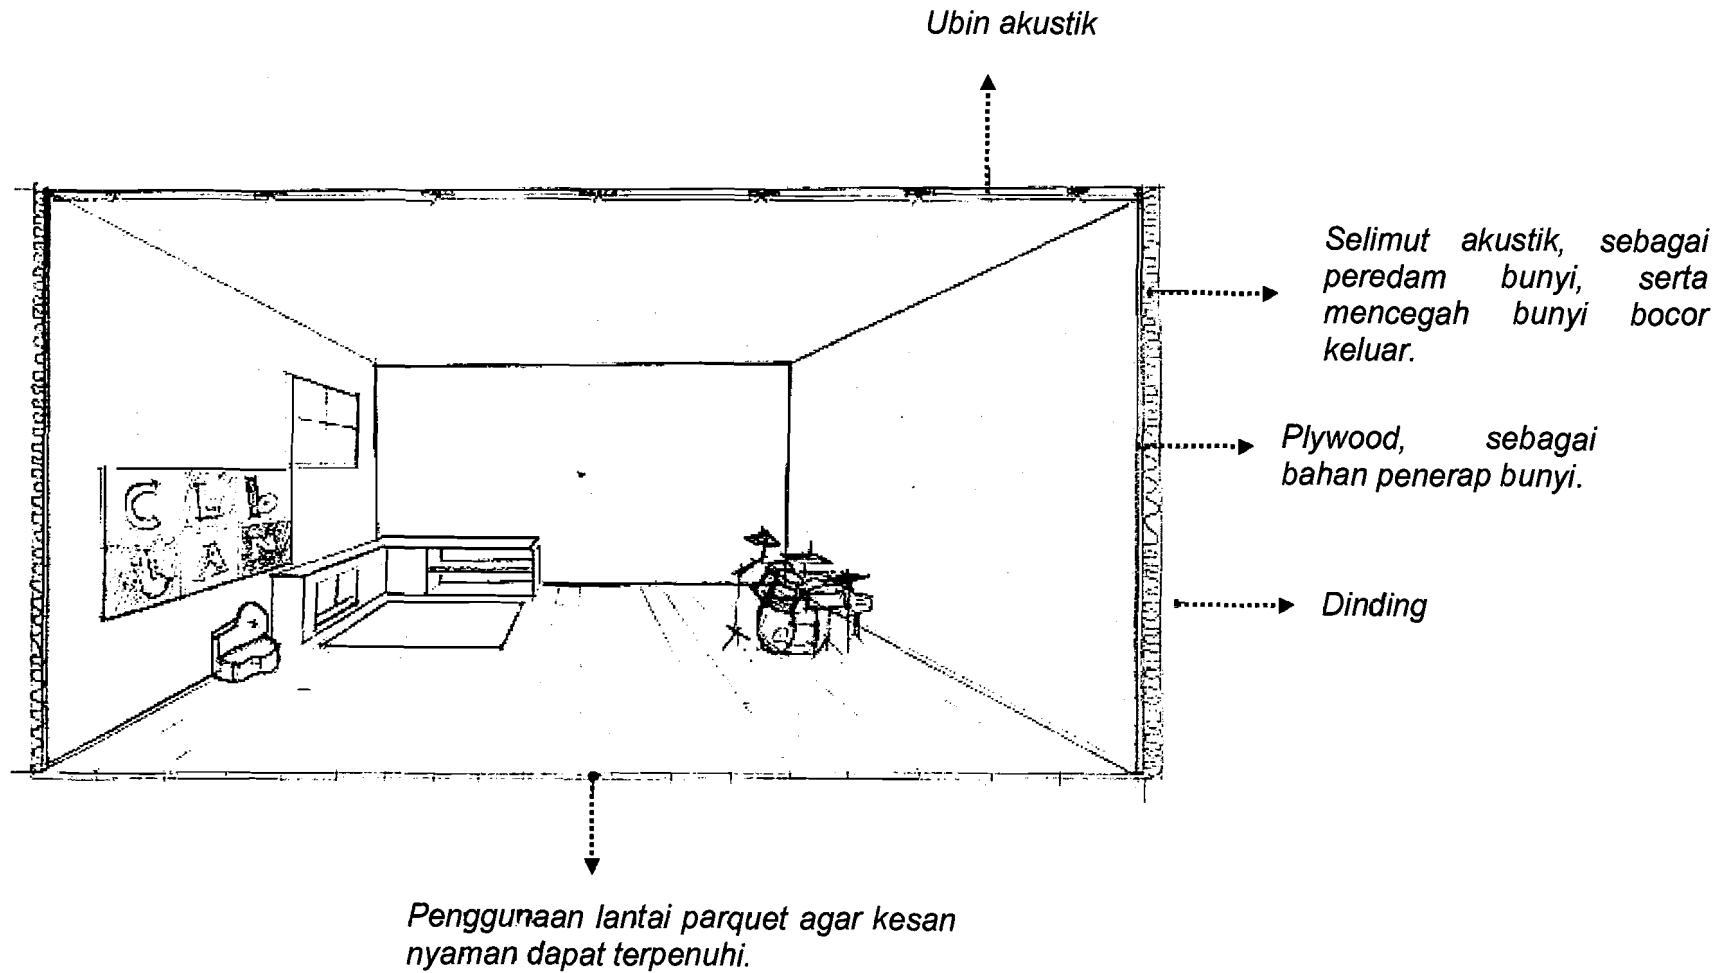 Ubin akustik
Selimut akustik, sebagai
peredam bunyi, serta
mencegah bunyi bocor
keluar.
Plywood, sebagai
bahan penerap bunyi.
Dinding
Penggunaan lantai parquet agar kesan
nyaman dapat terpenuhi.